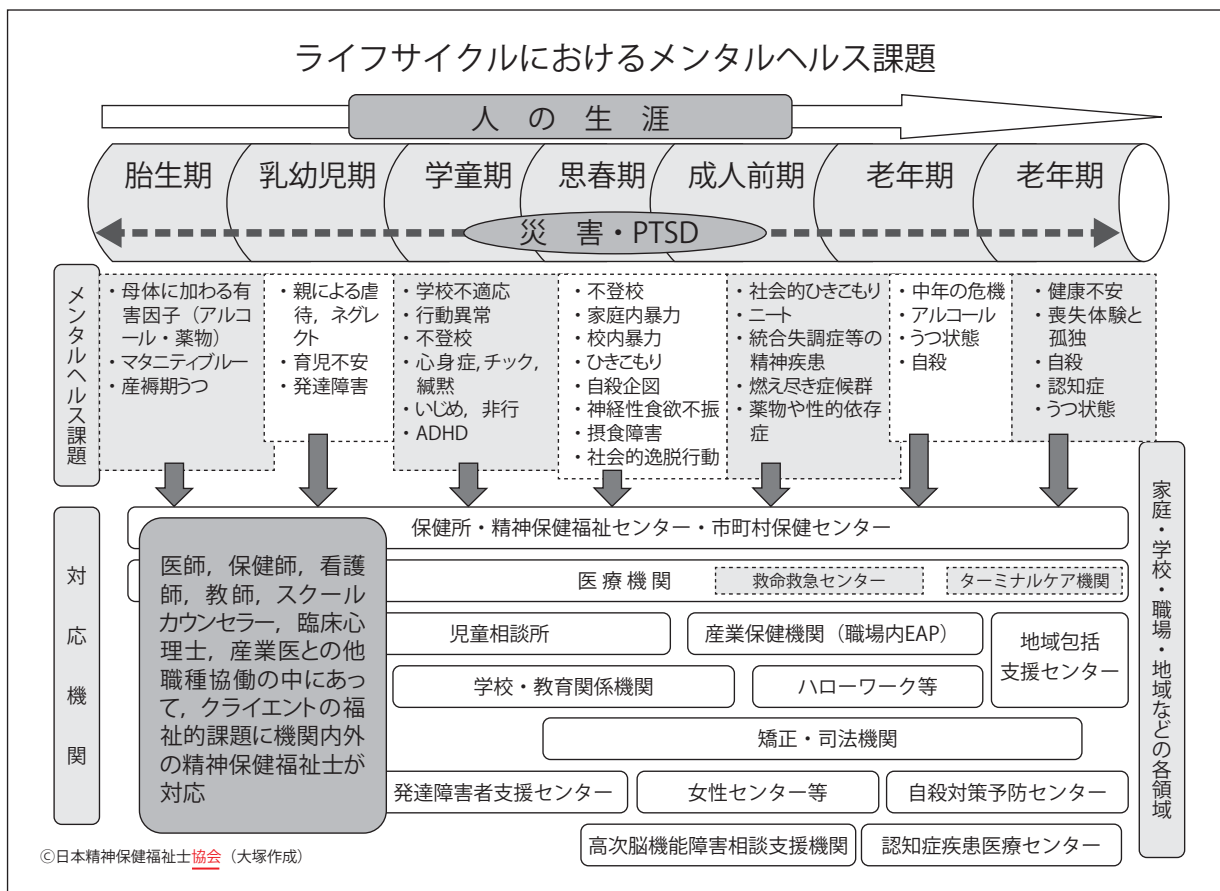 ライフサイクルにおけるメンタルヘルス課題
人の生涯
胎生期
乳幼児期
学童期
思春期
成人前期
老年期
老年期
災害・PTSD
メンタルヘルス課題
・母体に加わる有
害因子（アルコ
ール・薬物）
・マタニティブルー
・産褥期うつ
・親による虐
待，ネグレ
クト
・育児不安
・発達障害
・学校不適応
・行動異常
・不登校
・心身症，チック，
緘黙
・いじめ，非行
・ADHD
・不登校
・家庭内暴力
・校内暴力
・ひきこもり
・自殺企図
・神経性食欲不振
・摂食障害
・社会的逸脱行動
・社会的ひきこもり
・ニート
・統合失調症等の
精神疾患
・燃え尽き症候群
・薬物や性的依存
症
・中年の危機
・アルコール
・うつ状態
・自殺
・健康不安
・喪失体験と
孤独
・自殺
・認知症
・うつ状態
対応機関
保健所・精神保健福祉センター・市町村保健センター
医師，保健師，看護
師，教師，スクール
カウンセラー，臨床心
理士，産業医との他
職種協働の中にあっ
て，クライエントの福
祉的課題に機関内外
の精神保健福祉士が
対応
医療機関
救命救急センター
ターミナルケア機関
児童相談所
産業保健機関（職場内EAP）
地域包括
支援センター
学校・教育関係機関
ハローワーク等
矯正・司法機関
発達障害者支援センター
女性センター等
自殺対策予防センター
高次脳機能障害相談支援機関
認知症疾患医療センター
家庭・学校・職場・地域などの各領域
©日本精神保健福祉士協会（大塚作成）